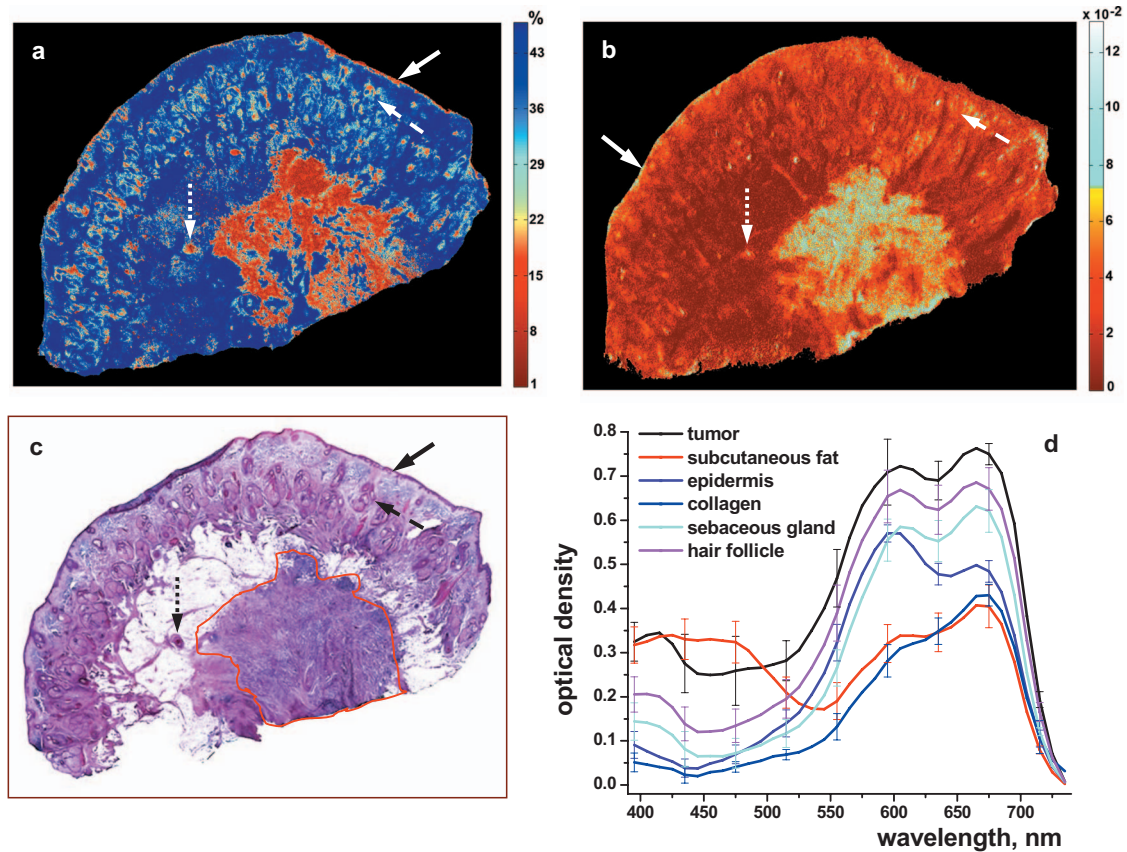 a
%
43
36
29
22
15
8
1
b
x 10-2
12
10
8
6
4
2
0
c
d
tumor
subcutaneous fat
epidermis
collagen
sebaceous gland
hair follicle
optical density
0.8
0.7
0.6
0.5
0.4
0.3
0.2
0.1
0.0
400 450 500 550 600 650 700
wavelength, nm